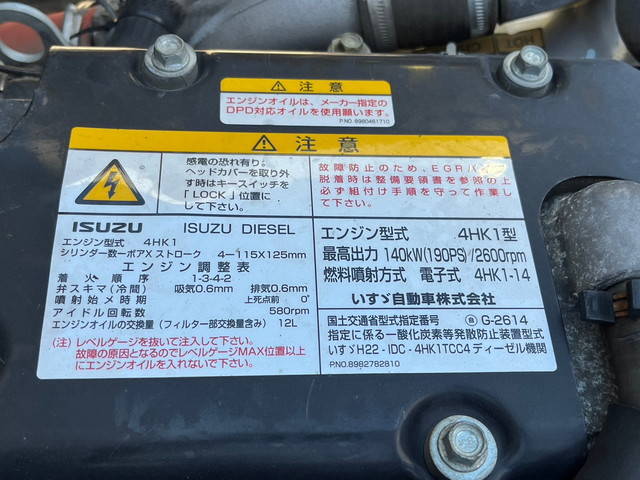 注意
エンジンオイルは、メーカー指定の
DPD対応オイルを使用願います。
P.NO.8980461710
注意
感電の恐れ有り。
ヘッドカバーを取り外
す時はキースイッチを
「LOCK」位置に
して下さい。
故障防止のため、EGRパ
脱着時は整備要領書を参照の上
必ず組付け手順を守って作業し
て下さい。
ISUZU ISUZU DIESEL
エンジン型式 4HK1
シリンダー数ーボアX ストローク 4-115X125mm
エンジン調整表
着火順序 1-3-4-2
弁スキマ(冷間) 吸気0.6mm 排気0.6mm
噴射始メ時期 上死点前 0°
アイドル回転数 580rpm
エンジンオイルの交換量(フィルター部交換量含み) 12L
(注)レベルゲージを抜いて注入して下さい。
故障の原因となるのでレベルゲージMAX位置以上
にエンジンオイルを入れないで下さい。
エンジン型式 4HK1型
最高出力 140kW(190PS)/2600rpm
燃料噴射方式 電子式 4HK1-14
いすゞ自動車株式会社
国土交通省型式指定番号 G-2614
指定に係る一酸化炭素等発散防止装置型式
いすゞH22-IDC-4HK1TCC4ディーゼル機関
P.NO.8982782810
HOT